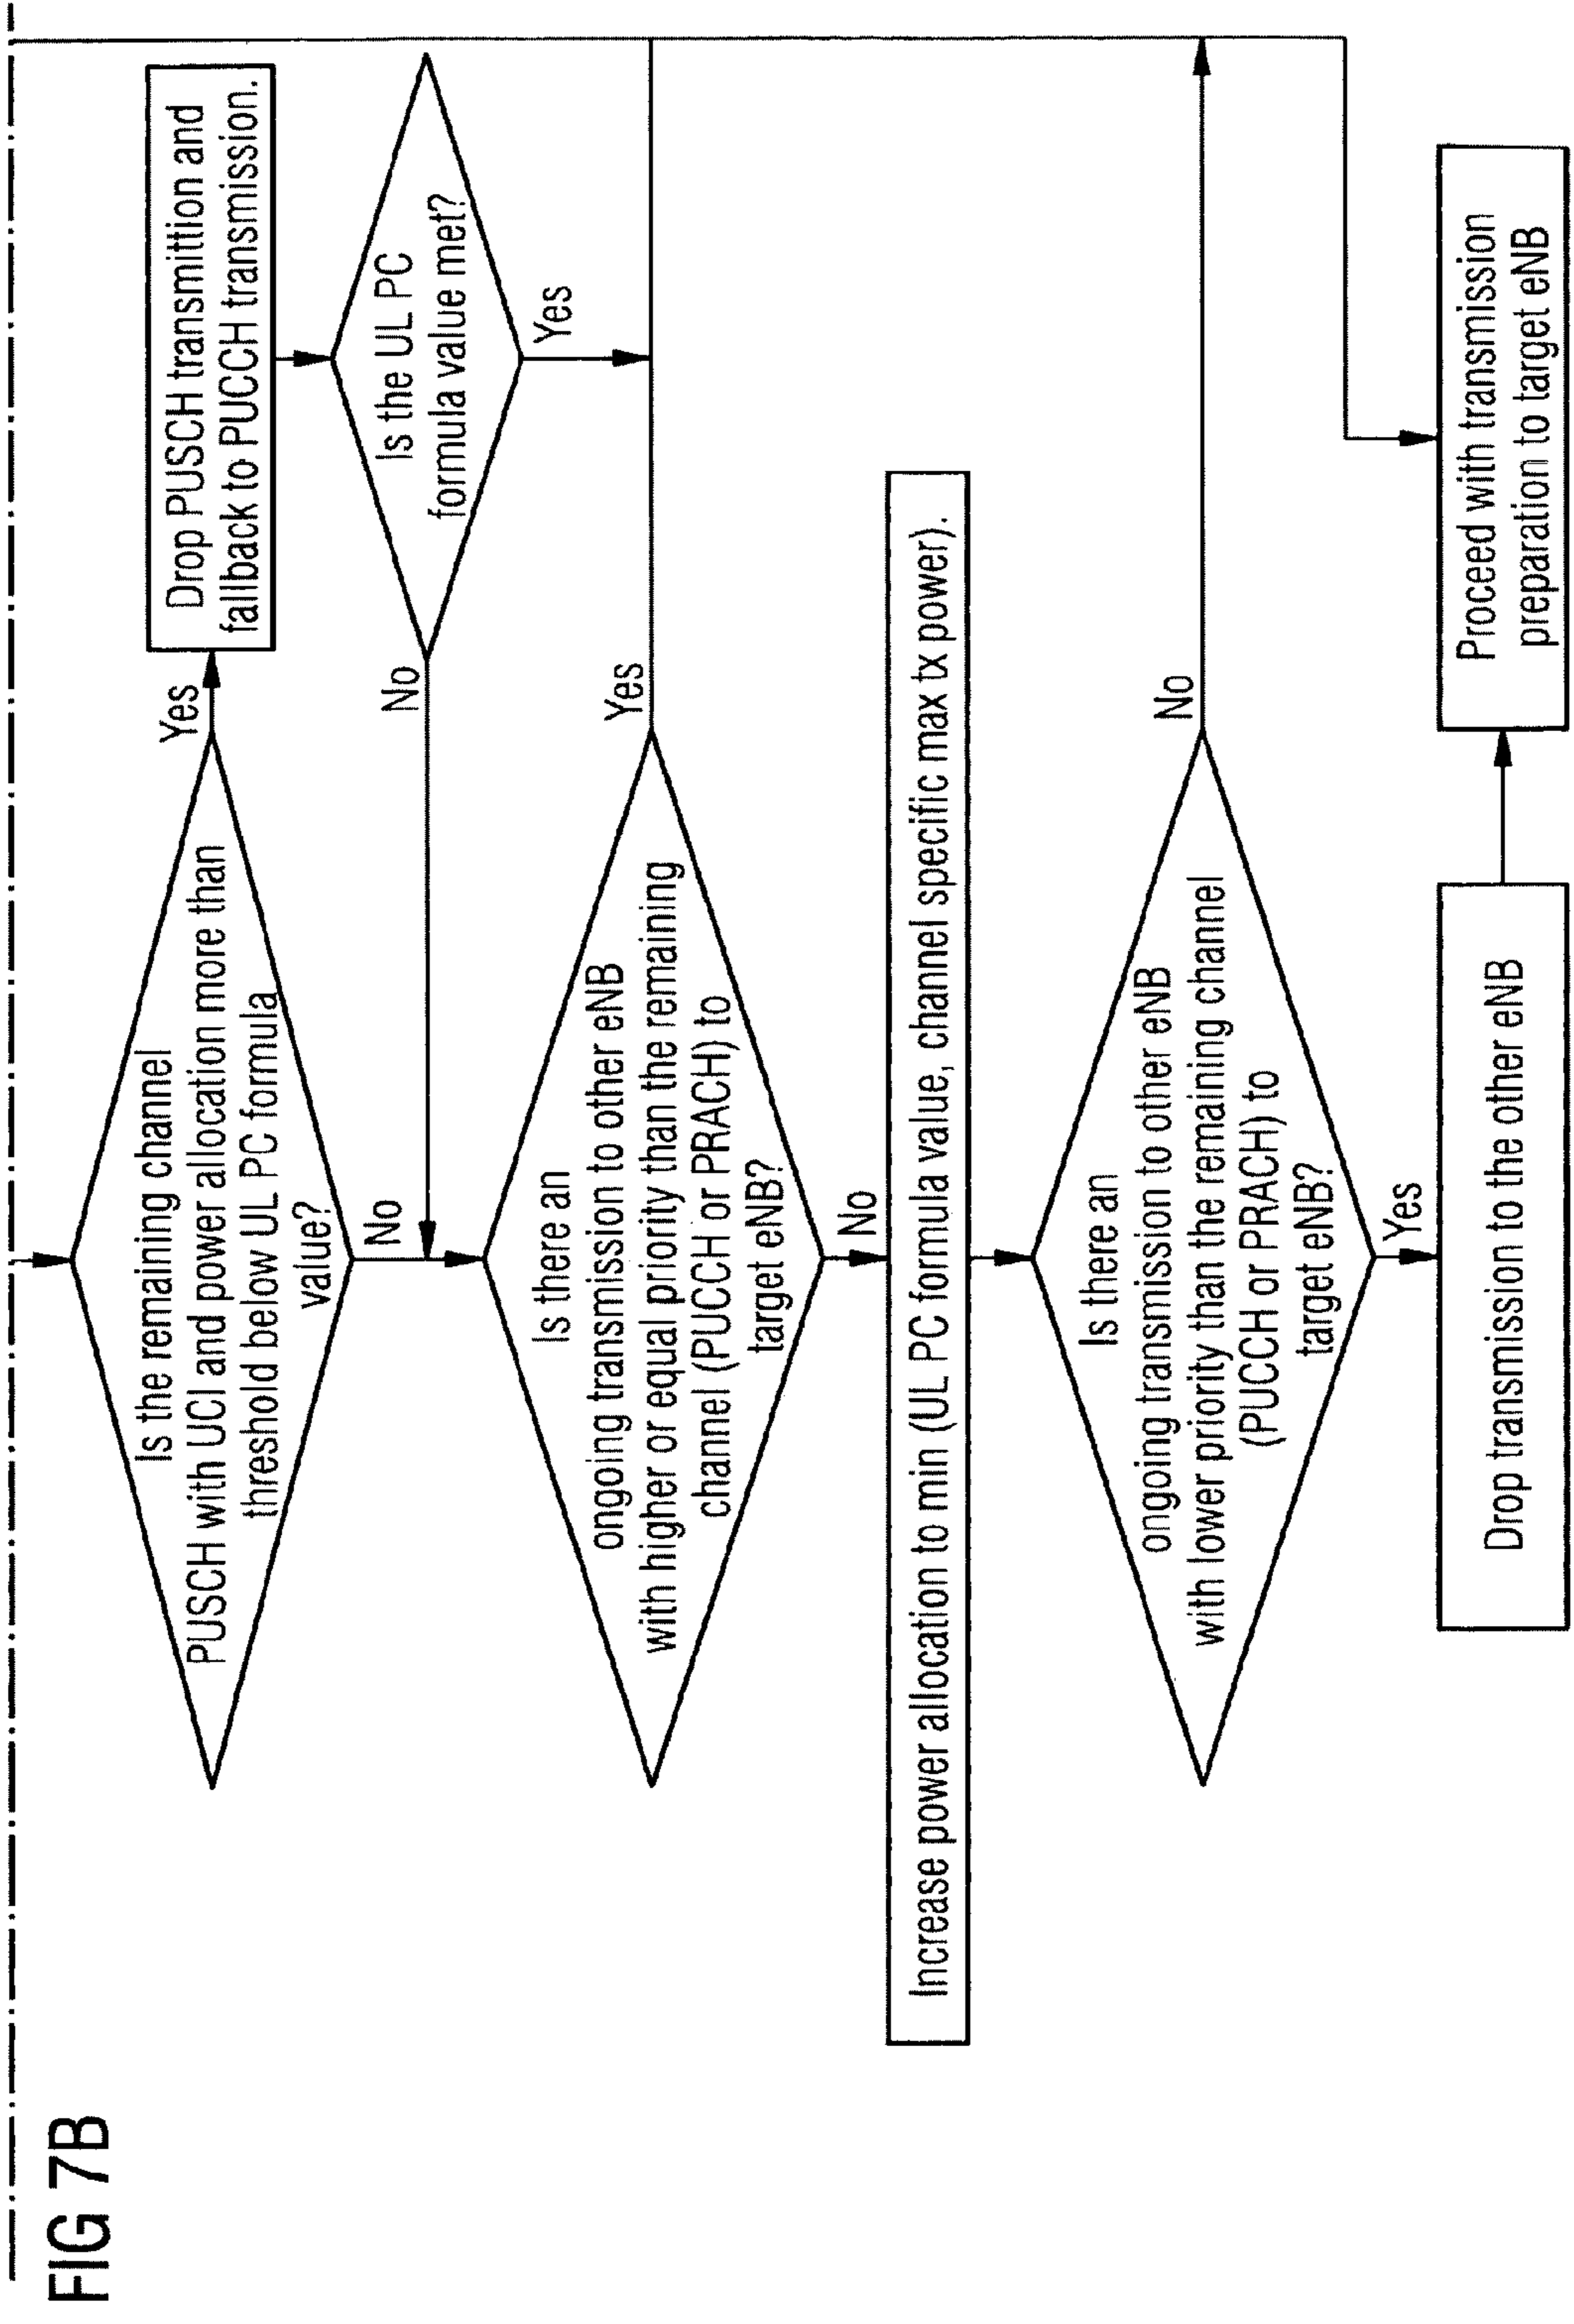 FIG 7B
Is the remaining channel
PUSCH with UCI and power allocation more than
threshold below UL PC formula
value?
Yes
No
Drop PUSCH transmittion and
fallback to PUCCH transmission.
Is the UL PC
formula value met?
No
Yes
Is there an
ongoing transmission to other eNB
with higher or equal priority than the remaining
channel (PUCCH or PRACH) to
target eNB?
Yes
No
Increase power allocation to min (UL PC formula value, channel specific max tx power).
Is there an
ongoing transmission to other eNB
with lower priority than the remaining channel
(PUCCH or PRACH) to
target eNB?
No
Yes
Drop transmission to the other eNB
Proceed with transmission
preparation to target eNB